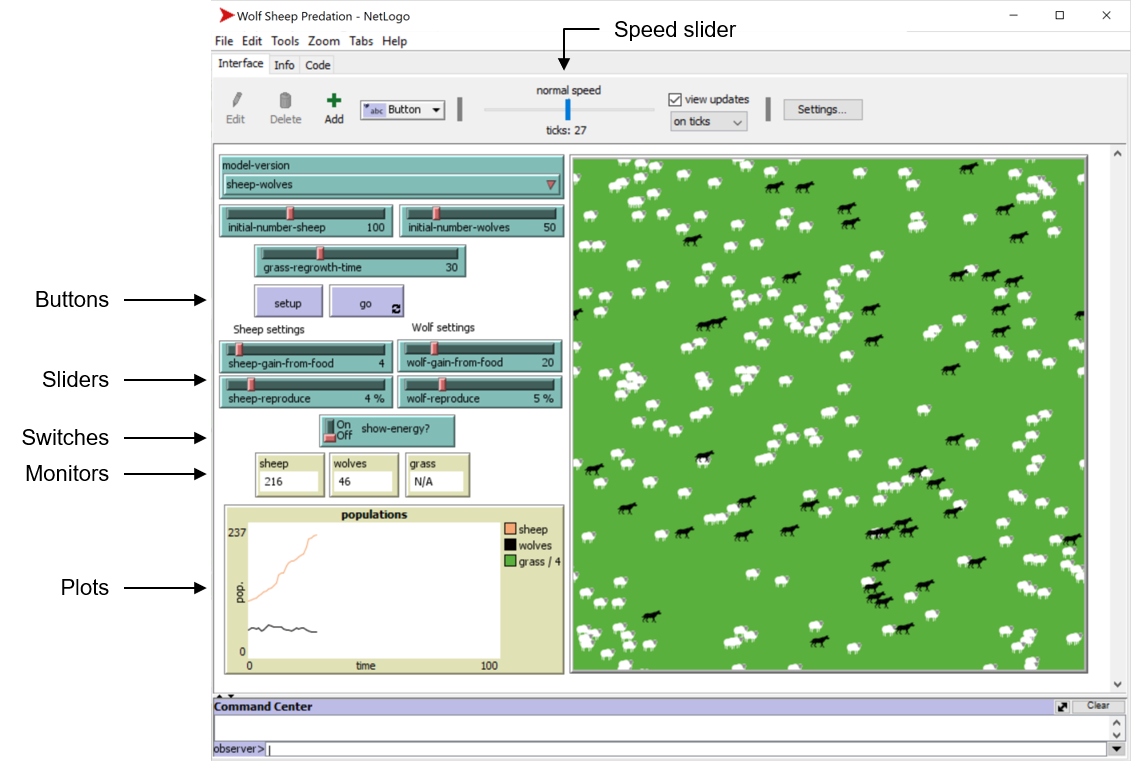 Wolf Sheep Predation - NetLogo
Speed slider
File Edit Tools Zoom Tabs Help
Interface Info Code
normal speed
view updates
Edit Delete Add
abc Button
on ticks
Settings...
ticks: 27
model-version
sheep-wolves
initial-number-sheep 100
initial-number-wolves 50
grass-regrowth-time 30
Buttons
setup
go
Sheep settings
Wolf settings
sheep-gain-from-food 4
wolf-gain-from-food 20
Sliders
sheep-reproduce 4 %
wolf-reproduce 5 %
Switches
On
Off
show-energy?
Monitors
sheep
216
wolves
46
grass
N/A
populations
237
pop.
0
0
time
100
sheep
wolves
grass / 4
Plots
Command Center
Clear
observer>